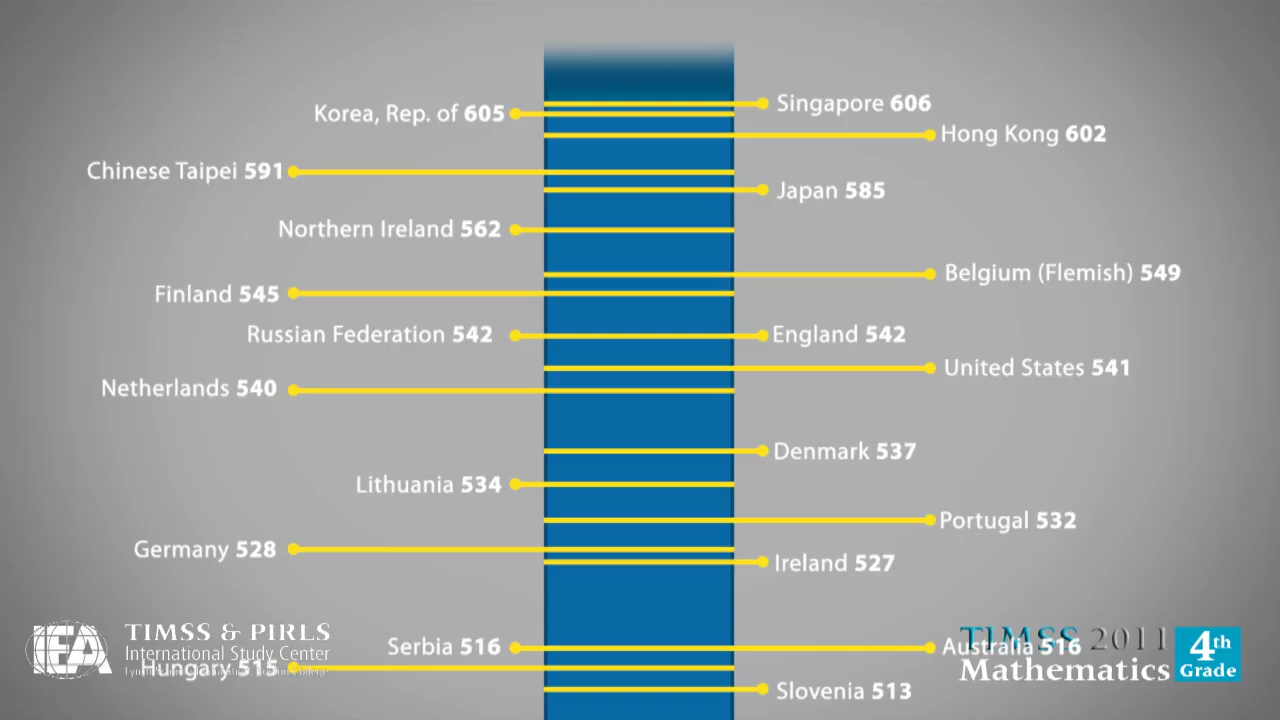 Singapore 606
Korea, Rep. of 605
Hong Kong 602
Chinese Taipei 591
Japan 585
Northern Ireland 562
Belgium (Flemish) 549
Finland 545
Russian Federation 542
England 542
United States 541
Netherlands 540
Denmark 537
Lithuania 534
Portugal 532
Germany 528
Ireland 527
Serbia 516
Australia 516
Hungary 515
Slovenia 513
IEA
TIMSS & PIRLS
International Study Center
TIMSS 2011
Mathematics
4th
Grade